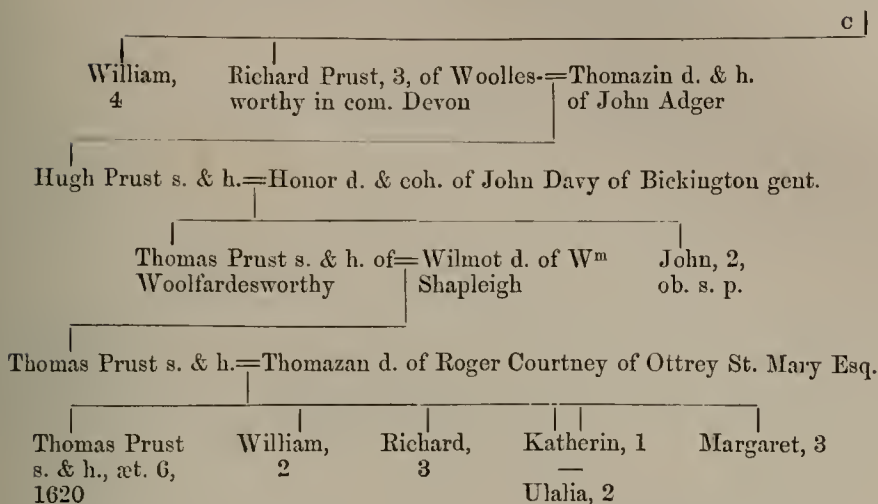 c
William,
4
Richard Prust, 3, of Woolles-=Thomazin d. & h.
worthy in com. Devon
of John Adger
Hugh Prust s. & h.=Honor d. & coh. of John Davy of Bickington gent.
Thomas Prust s. & h. of=Wilmot d. of Wᵐ
Woolfardesworthy
Shapleigh
John, 2,
ob. s. p.
Thomas Prust s. & h.=Thomazan d. of Roger Courtney of Ottrey St. Mary Esq.
Thomas Prust
s. & h., æt. 6,
1620
William,
2
Richard,
3
Katherin, 1
—
Ulalia, 2
Margaret, 3